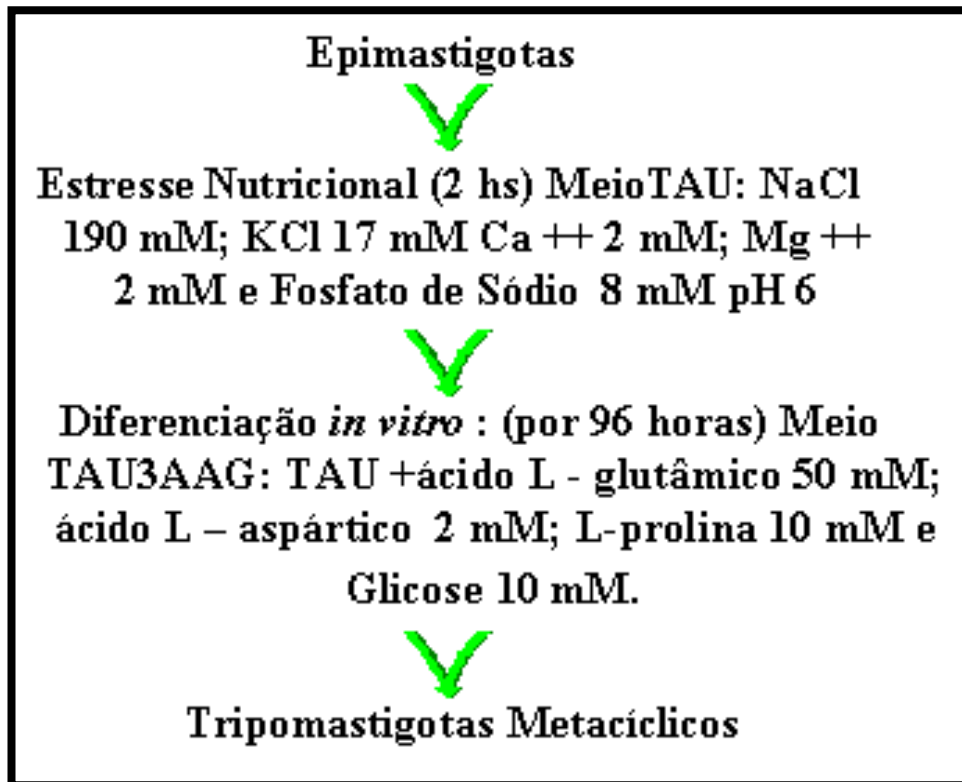 Epimastigotas
Estresse Nutricional (2 hs) MeioTAU: NaCl
190 mM; KCl 17 mM Ca ++ 2 mM; Mg ++
2 mM e Fosfato de Sódio 8 mM pH 6
Diferenciação in vitro : (por 96 horas) Meio
TAU3AAG: TAU +ácido L - glutâmico 50 mM;
ácido L – aspártico 2 mM; L-prolina 10 mM e
Glicose 10 mM.
Tripomastigotas Metacíclicos